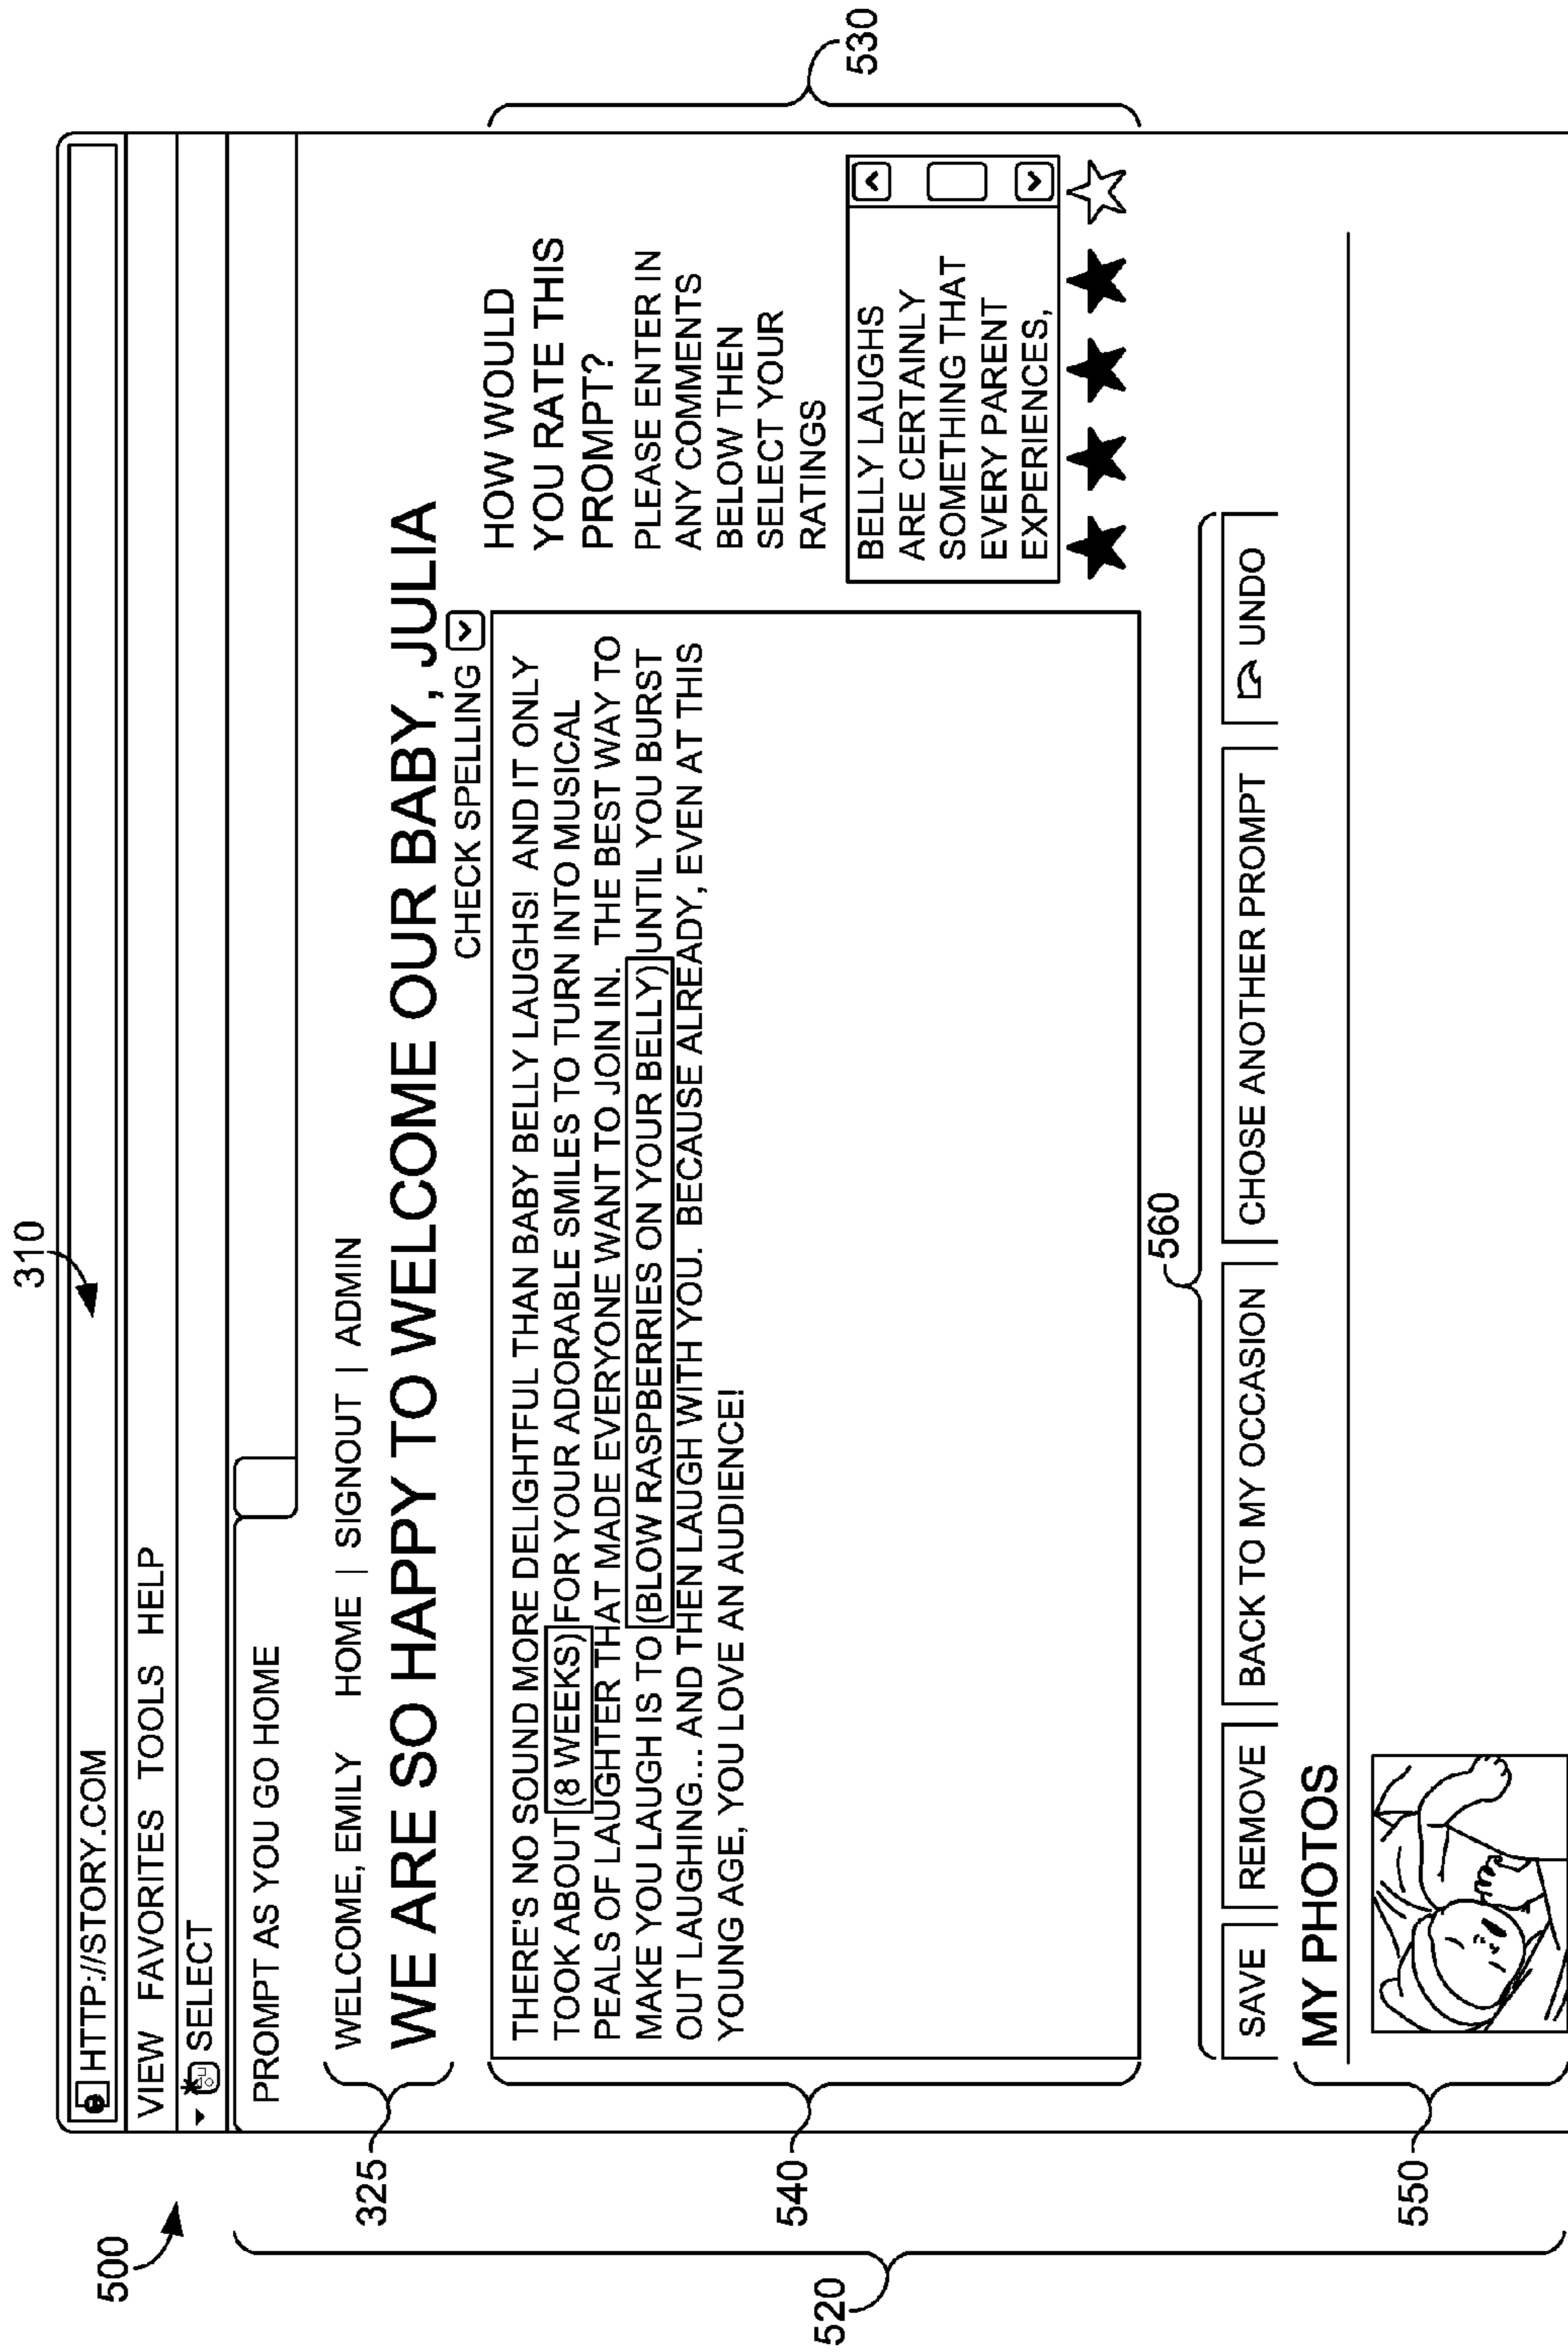 500
310
HTTP://STORY.COM
VIEW FAVORITES TOOLS HELP
SELECT
PROMPT AS YOU GO HOME
325
WELCOME, EMILY HOME | SIGNOUT | ADMIN
WE ARE SO HAPPY TO WELCOME OUR BABY, JULIA
CHECK SPELLING
540
THERE'S NO SOUND MORE DELIGHTFUL THAN BABY BELLY LAUGHS! AND IT ONLY
TOOK ABOUT (8 WEEKS) FOR YOUR ADORABLE SMILES TO TURN INTO MUSICAL
PEALS OF LAUGHTER THAT MADE EVERYONE WANT TO JOIN IN. THE BEST WAY TO
MAKE YOU LAUGH IS TO (BLOW RASPBERRIES ON YOUR BELLY) UNTIL YOU BURST
OUT LAUGHING... AND THEN LAUGH WITH YOU. BECAUSE ALREADY, EVEN AT THIS
YOUNG AGE, YOU LOVE AN AUDIENCE!
HOW WOULD
YOU RATE THIS
PROMPT?
PLEASE ENTER IN
ANY COMMENTS
BELOW THEN
SELECT YOUR
RATINGS
BELLY LAUGHS
ARE CERTAINLY
SOMETHING THAT
EVERY PARENT
EXPERIENCES,
530
520
560
SAVE | REMOVE | BACK TO MY OCCASION | CHOSE ANOTHER PROMPT | UNDO
550
MY PHOTOS